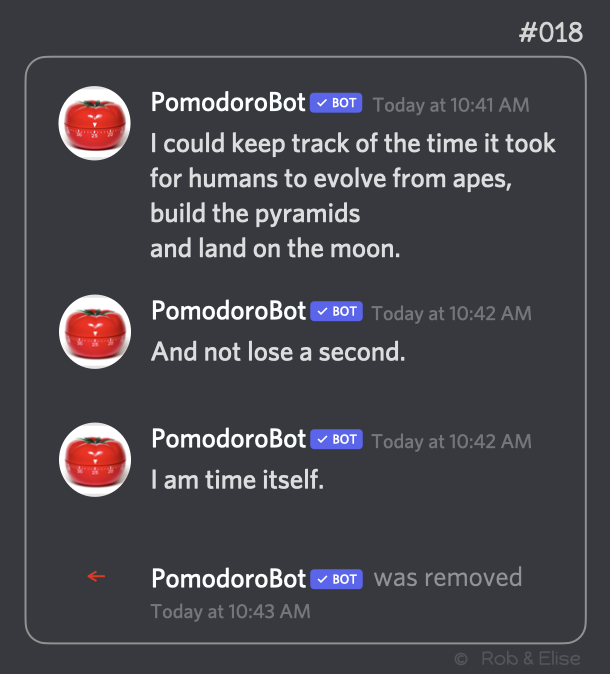 #018
PomodoroBot ✓ BOT Today at 10:41 AM
I could keep track of the time it took
for humans to evolve from apes,
build the pyramids
and land on the moon.
PomodoroBot ✓ BOT Today at 10:42 AM
And not lose a second.
PomodoroBot ✓ BOT Today at 10:42 AM
I am time itself.
PomodoroBot ✓ BOT was removed
Today at 10:43 AM
© Rob & Elise